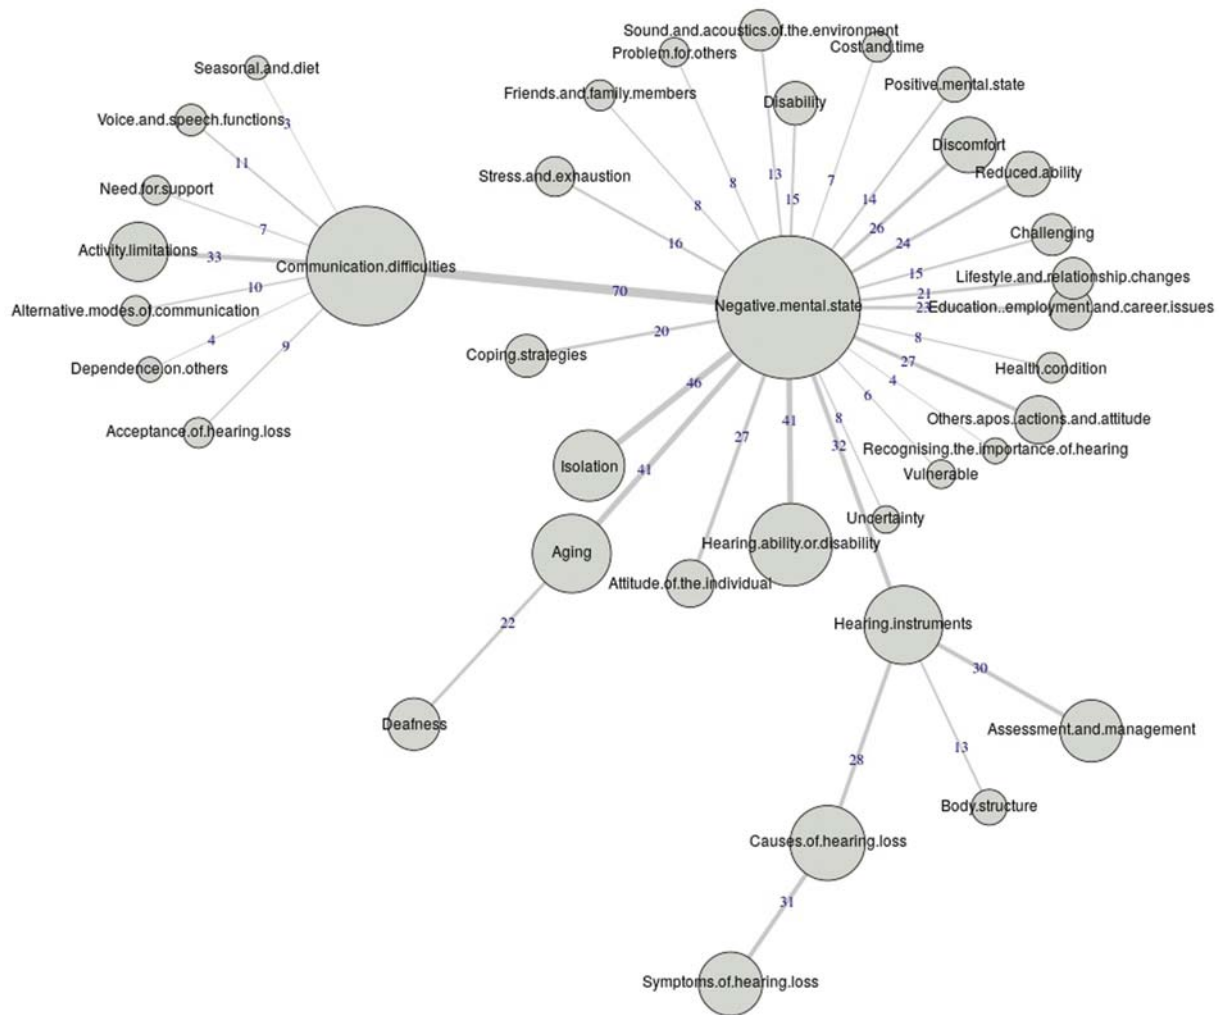 Sound.and.acoustics.of.the.environment
Problem.for.others
Cost.and.time
Seasonal.and.diet
Positive.mental.state
Friends.and.family.members
Disability
Voice.and.speech.functions
3
Discomfort
11
Reduced.ability
Stress.and.exhaustion
13
8
7
Need.for.support
15
14
8
7
26
Challenging
16
24
Activity.limitations
33
Communication.difficulties
15
Lifestyle.and.relationship.changes
10
70
21
Alternative.modes.of.communication
Negative.mental.state
23
Education..employment.and.career.issues
4
9
20
8
Coping.strategies
27
Dependence.on.others
Health.condition
46
4
6
Acceptance.of.hearing.loss
27
41
8
Others.apos..actions.and.attitude
32
Recognising.the.importance.of.hearing
Isolation
41
Vulnerable
Uncertainty
Hearing.ability.or.disability
Aging
Attitude.of.the.individual
22
Hearing.instruments
30
Deafness
Assessment.and.management
13
28
Body.structure
Causes.of.hearing.loss
31
Symptoms.of.hearing.loss